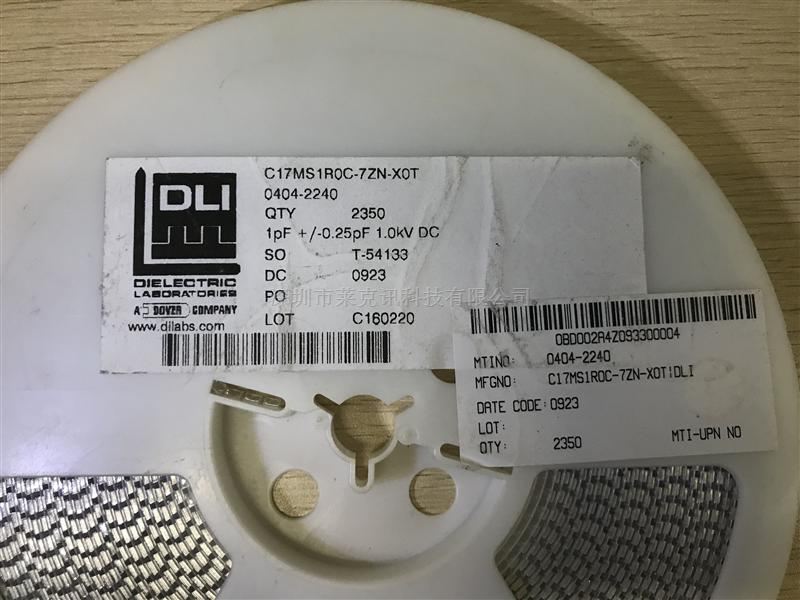 DLI
DIELECTRIC
LABORATORIES
A DOVER COMPANY
www.dilabs.com
C17MS1R0C-7ZN-X0T
0404-2240
QTY 2350
1pF +/-0.25pF 1.0kV DC
SO T-54133
DC 0923
PO
LOT C160220
深圳市莱克讯科技有限公司
0BD002A4Z09330004
MTINO: 0404-2240
MFGNO: C17MS1R0C-7ZN-X0T|DLI
DATE CODE: 0923
LOT:
QTY: 2350 MTI-UPN NO